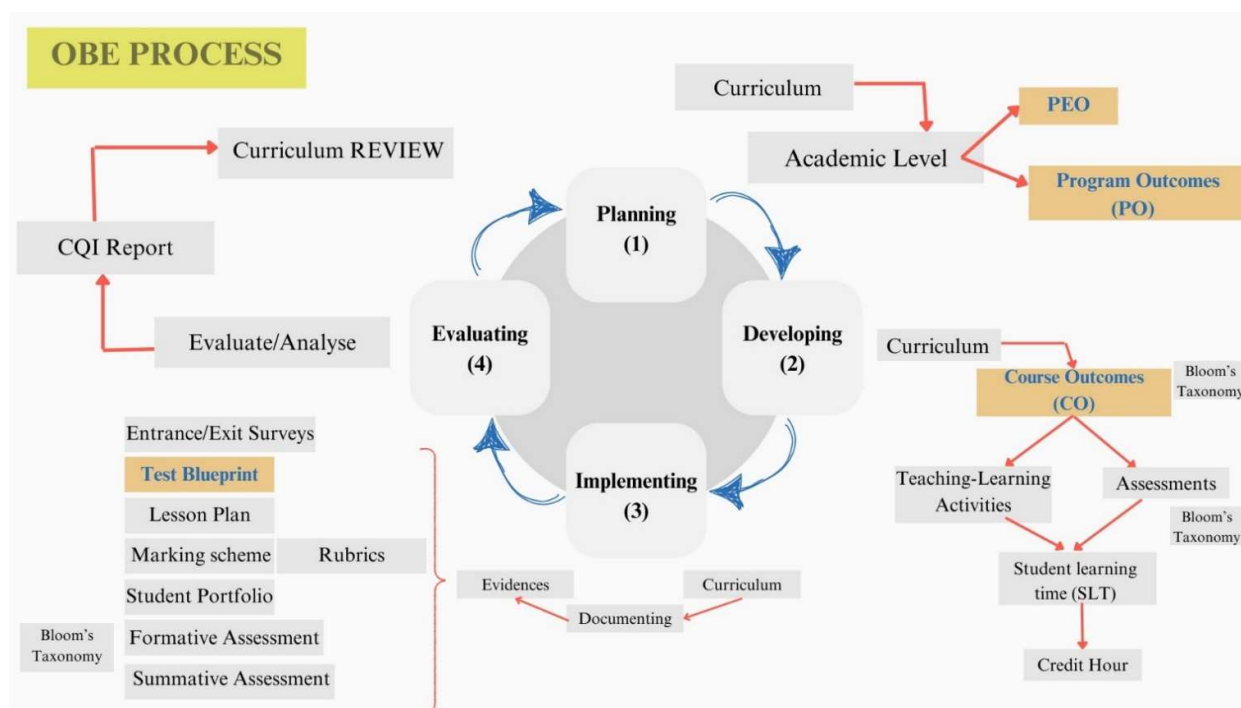 OBE PROCESS
Curriculum
PEO
Academic Level
Program Outcomes
(PO)
Curriculum REVIEW
CQI Report
Evaluate/Analyse
Planning
(1)
Evaluating
(4)
Developing
(2)
Implementing
(3)
Curriculum
Course Outcomes
(CO)
Bloom's
Taxonomy
Teaching-Learning
Activities
Assessments
Bloom's
Taxonomy
Student learning
time (SLT)
Credit Hour
Entrance/Exit Surveys
Test Blueprint
Lesson Plan
Marking scheme
Rubrics
Student Portfolio
Bloom's
Taxonomy
Formative Assessment
Summative Assessment
Evidences
Curriculum
Documenting